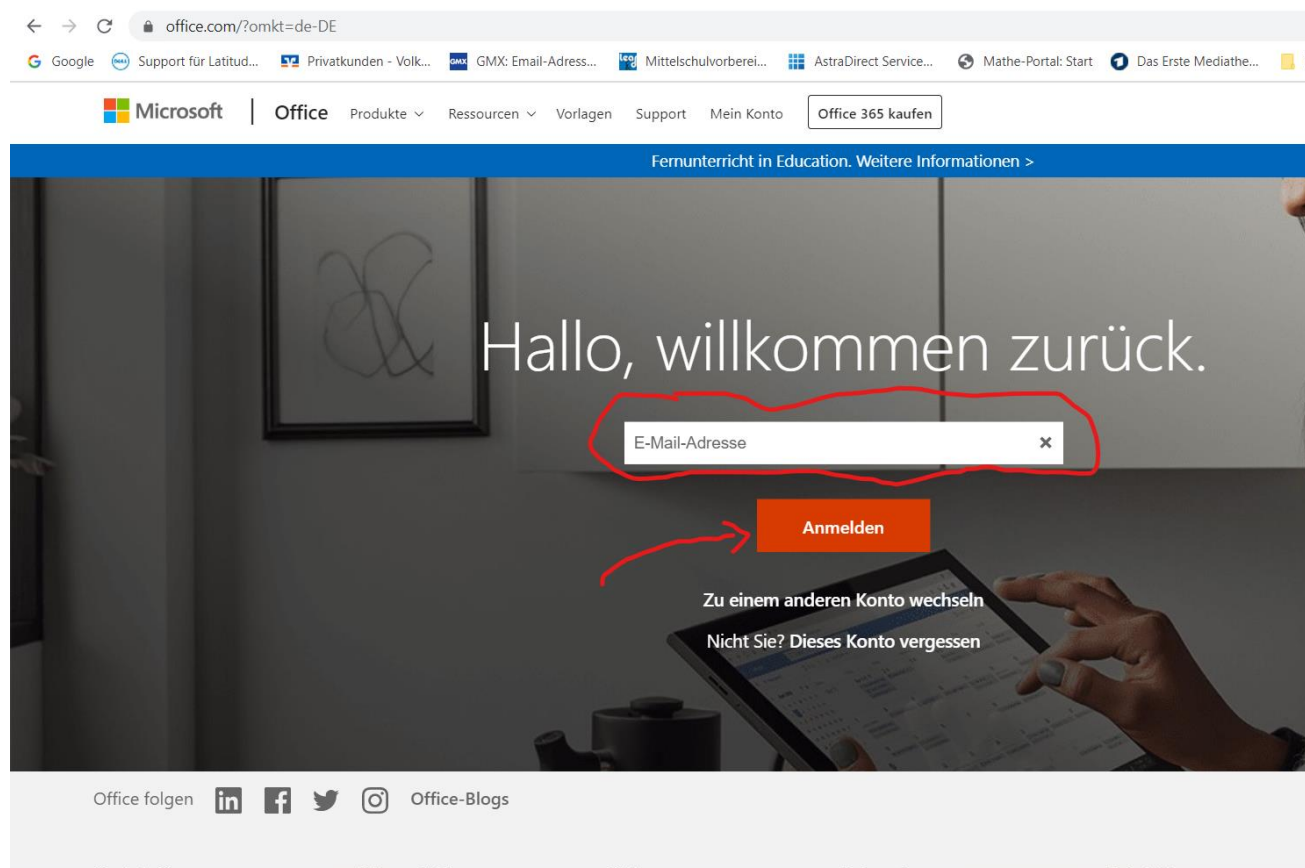 office.com/?omkt=de-DE
Google Support für Latitud... Privatkunden - Volk... GMX GMX: Email-Adress... Mittelschulvorberei... AstraDirect Service... Mathe-Portal: Start Das Erste Mediathe...
Microsoft | Office Produkte Ressourcen Vorlagen Support Mein Konto Office 365 kaufen
Fernunterricht in Education. Weitere Informationen >
Hallo, willkommen zurück.
E-Mail-Adresse
Anmelden
Zu einem anderen Konto wechseln
Nicht Sie? Dieses Konto vergessen
Office folgen in f Office-Blogs